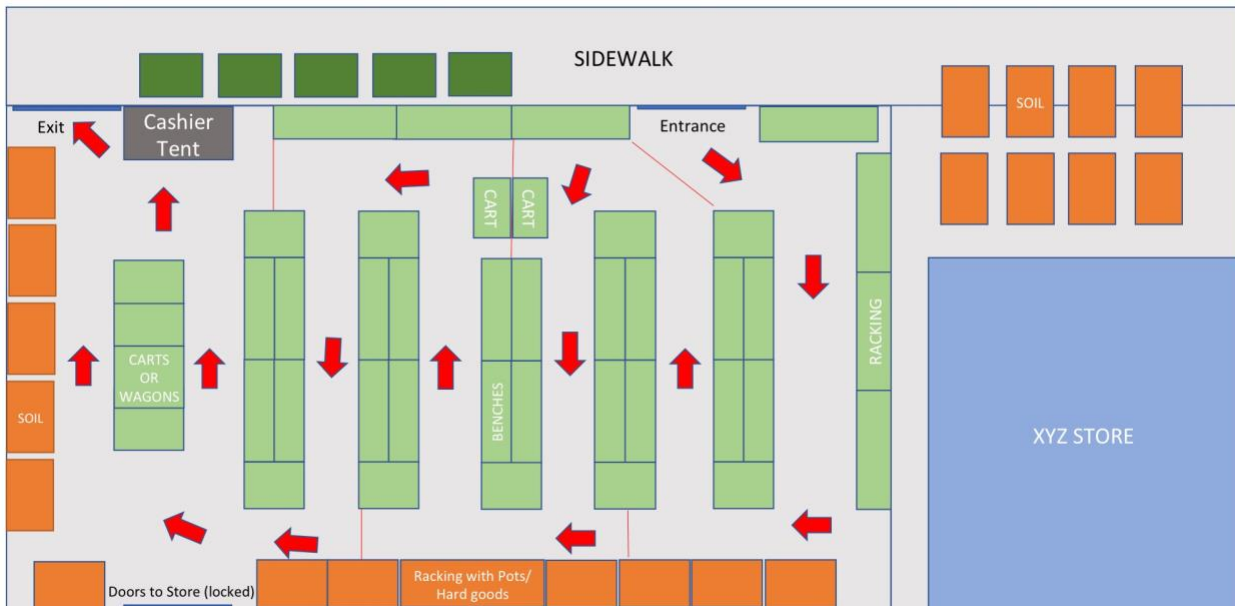 SIDEWALK
SOIL
Exit
Cashier
Tent
Entrance
CART
CART
RACKING
CARTS
OR
WAGONS
SOIL
BENCHES
XYZ STORE
Racking with Pots/
Hard goods
Doors to Store (locked)